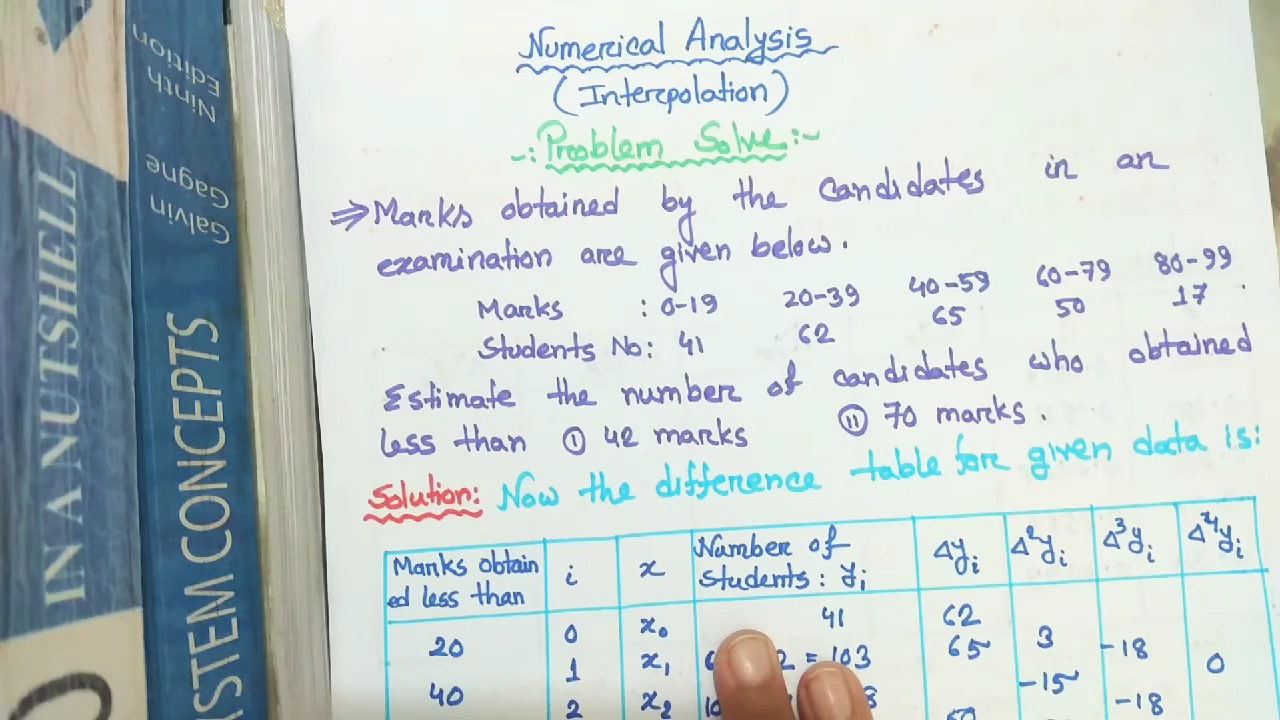 IN A NUTSHELL
SYSTEM CONCEPTS
Galvin
Gagne
Ninth
Edition
Numerical Analysis
(Interpolation)
-: Problem Solve :-
⇒ Marks obtained by the candidates in an
examination are given below.
Marks : 0-19 20-39 40-59 60-79 80-99
Students No: 41 62 65 50 17 .
Estimate the number of candidates who obtained
less than (i) 42 marks (ii) 70 marks.
Solution: Now the difference table for given data is:
Marks obtain
ed less than
i x
Number of
Students: yi
Δyi Δ²yi Δ³yi Δ⁴yi
20 0 x₀ 41 62
1 x₁ = 103 65 3 -18 0
40 2 x₂ -15 -18
50